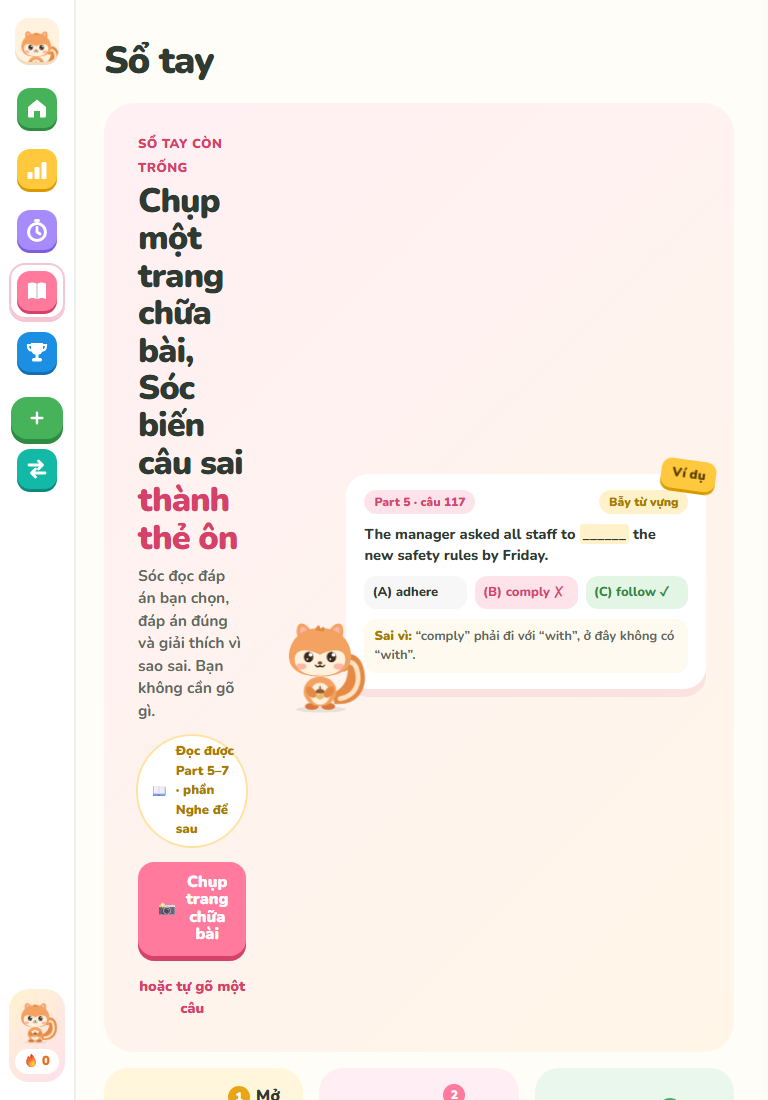 Sổ tay
SỔ TAY CÒN
TRỐNG
Chụp
một
trang
chữa
bài,
Sóc
biến
câu sai
thành
thẻ ôn
Sóc đọc đáp
án bạn chọn,
đáp án đúng
và giải thích vì
sao sai. Bạn
không cần gõ
gì.
Đọc được
Part 5–7
· phần
Nghe để
sau
Chụp
trang
chữa
bài
hoặc tự gõ một
câu
Ví dụ
Part 5 · câu 117
Bẫy từ vựng
The manager asked all staff to ______ the
new safety rules by Friday.
(A) adhere
(B) comply ✗
(C) follow ✓
Sai vì: “comply” phải đi với “with”, ở đây không có
“with”.
0
1 Mở
2